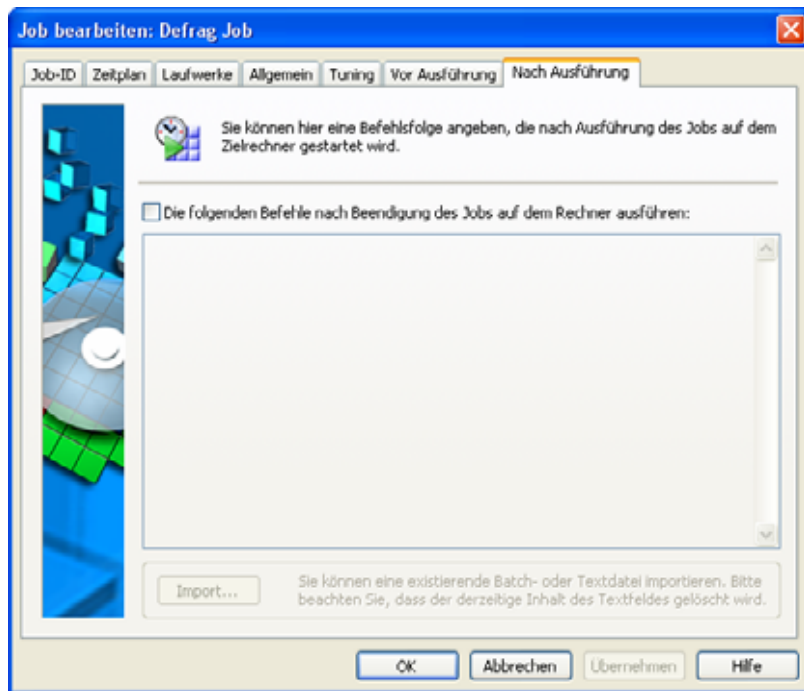 Job bearbeiten: Defrag Job
Job-ID Zeitplan Laufwerke Allgemein Tuning Vor Ausführung Nach Ausführung
Sie können hier eine Befehlsfolge angeben, die nach Ausführung des Jobs auf dem
Zielrechner gestartet wird.
Die folgenden Befehle nach Beendigung des Jobs auf dem Rechner ausführen:
Import... Sie können eine existierende Batch- oder Textdatei importieren. Bitte
beachten Sie, dass der derzeitige Inhalt des Textfeldes gelöscht wird.
OK Abbrechen Übernehmen Hilfe